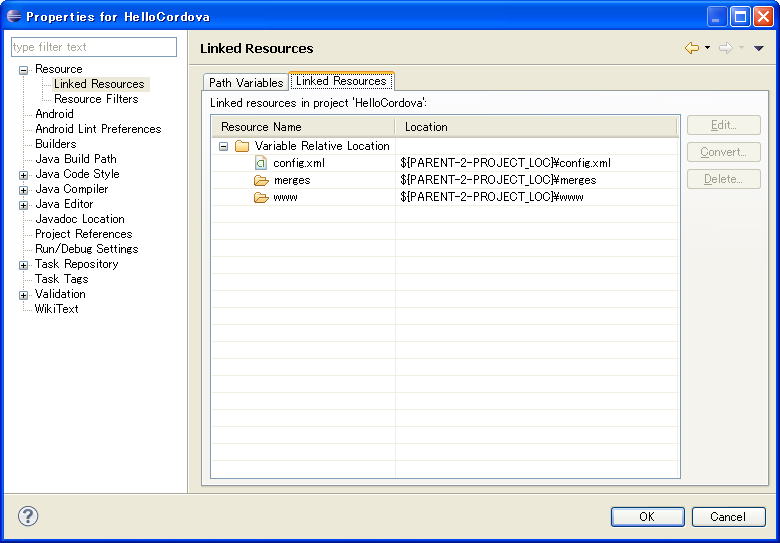 Properties for HelloCordova
type filter text
Linked Resources
Resource
Linked Resources
Resource Filters
Android
Android Lint Preferences
Builders
Java Build Path
Java Code Style
Java Compiler
Java Editor
Javadoc Location
Project References
Run/Debug Settings
Task Repository
Task Tags
Validation
WikiText
Path Variables
Linked Resources
Linked resources in project 'HelloCordova':
Resource Name Location
Variable Relative Location
config.xml ${PARENT-2-PROJECT_LOC}¥config.xml
merges ${PARENT-2-PROJECT_LOC}¥merges
www ${PARENT-2-PROJECT_LOC}¥www
Edit...
Convert...
Delete...
OK Cancel